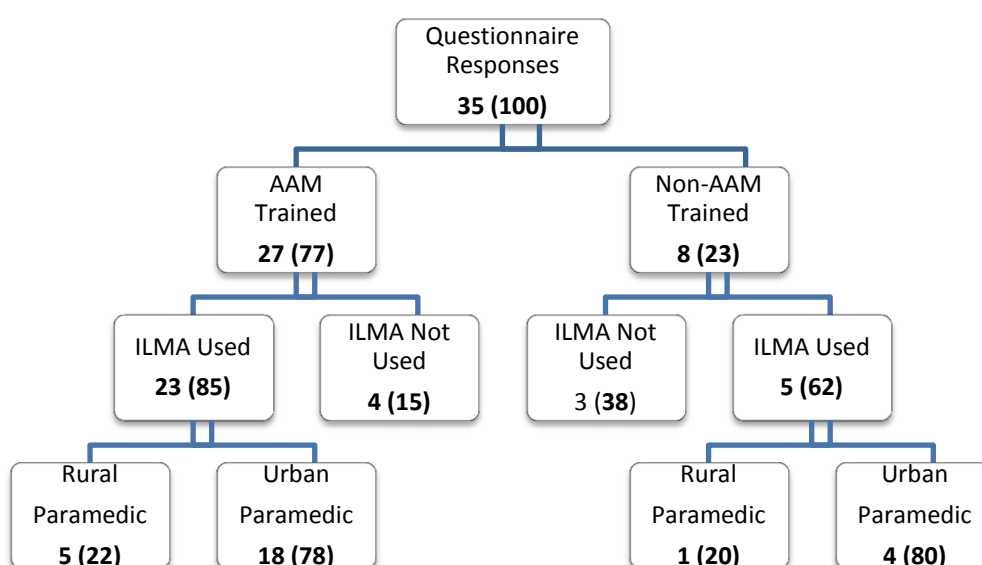 Questionnaire
Responses
35 (100)
AAM
Trained
27 (77)
Non-AAM
Trained
8 (23)
ILMA Used
23 (85)
ILMA Not
Used
4 (15)
ILMA Not
Used
3 (38)
ILMA Used
5 (62)
Rural
Paramedic
5 (22)
Urban
Paramedic
18 (78)
Rural
Paramedic
1 (20)
Urban
Paramedic
4 (80)